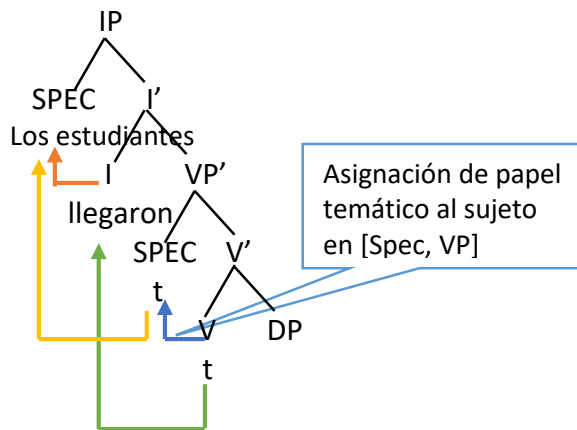 IP
SPEC I’
Los estudiantes
I VP’
llegaron
SPEC V’
t
V DP
t
Asignación de papel
temático al sujeto
en [Spec, VP]